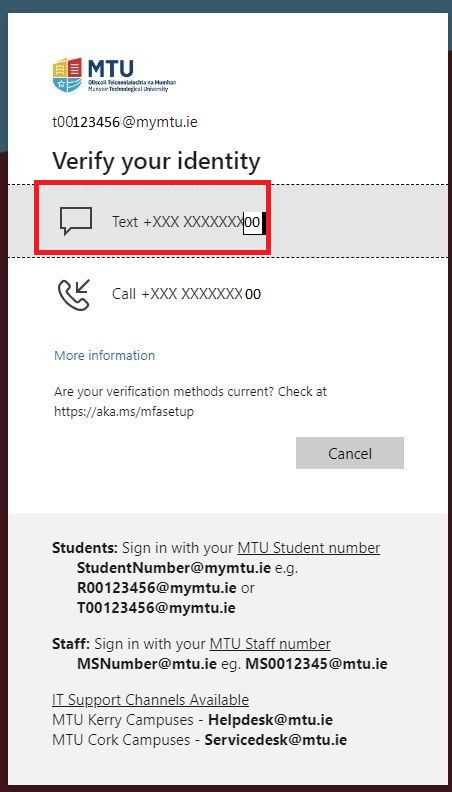 MTU
Ollscoil Teicneolaíochta na Mumhan
Munster Technological University
t00123456@mymtu.ie
Verify your identity
Text +XXX XXXXXXX00
Call +XXX XXXXXXX00
More information
Are your verification methods current? Check at
https://aka.ms/mfasetup
Cancel
Students: Sign in with your MTU Student number
StudentNumber@mymtu.ie e.g.
R00123456@mymtu.ie or
T00123456@mymtu.ie
Staff: Sign in with your MTU Staff number
MSNumber@mtu.ie eg. MS0012345@mtu.ie
IT Support Channels Available
MTU Kerry Campuses - Helpdesk@mtu.ie
MTU Cork Campuses - Servicedesk@mtu.ie